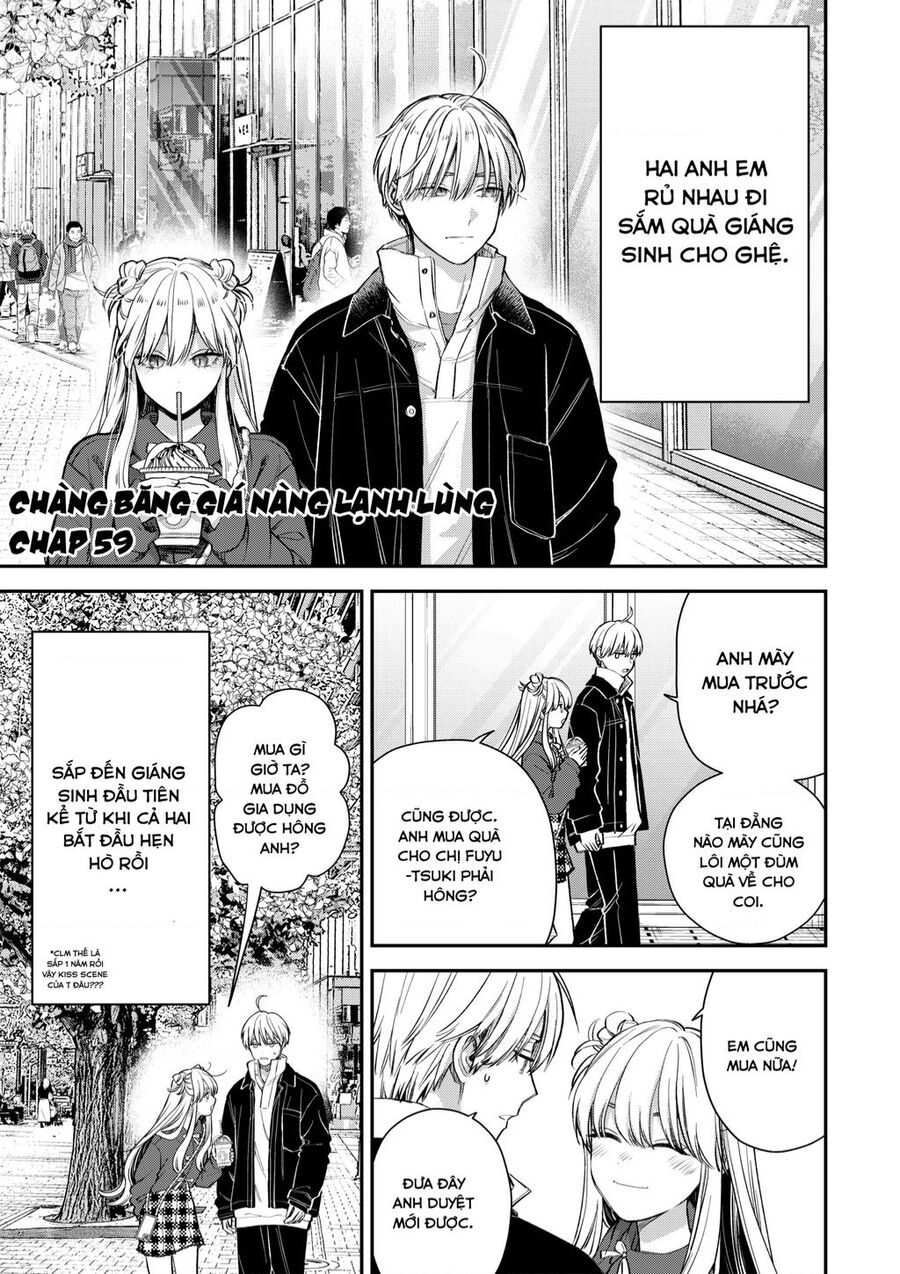 HAI ANH EM
RỦ NHAU ĐI
SẮM QUÀ GIÁNG
SINH CHO GHỆ.
CHÀNG BĂNG GIÁ NÀNG LẠNH LÙNG
CHAP 59
ANH MÀY
MUA TRƯỚC
NHÁ?
TẠI ĐẰNG
NÀO MÀY CŨNG
LÔI MỘT ĐÙM
QUÀ VỀ CHO
COI.
CŨNG ĐƯỢC.
ANH MUA QUÀ
CHO CHỊ FUYU
-TSUKI PHẢI
HÔNG?
EM CŨNG
MUA NỮA!
ĐƯA ĐÂY
ANH DUYỆT
MỚI ĐƯỢC.
MUA GÌ
GIỜ TA?
MUA ĐỒ
GIA DỤNG
ĐƯỢC HÔNG
ANH?
SẮP ĐẾN GIÁNG
SINH ĐẦU TIÊN
KỂ TỪ KHI CẢ HAI
BẮT ĐẦU HẸN
HÒ RỒI
...
*CLM THẾ LÀ
SẮP 1 NĂM RỒI
VẬY KISS SCENE
CỦA T ĐÂU???